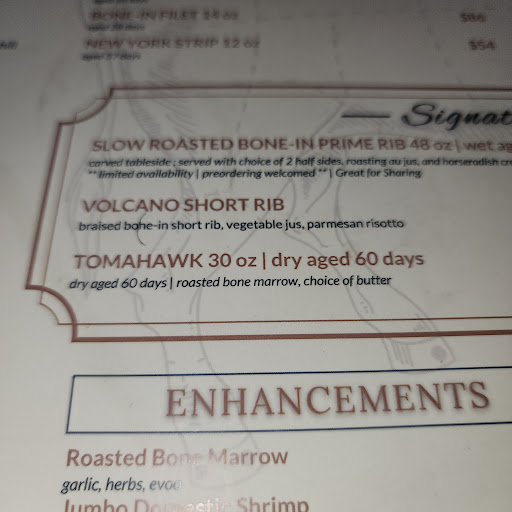 BONE-IN FILET 14 oz $86
NEW YORK STRIP 12 oz $54
Signat
SLOW ROASTED BONE-IN PRIME RIB 48 oz | wet ag
carved tableside ; served with choice of 2 half sides, roasting au jus, and horseradish cr
**limited availability | preordering welcomed ** | Great for Sharing
VOLCANO SHORT RIB
braised bone-in short rib, vegetable jus, parmesan risotto
TOMAHAWK 30 oz | dry aged 60 days
dry aged 60 days | roasted bone marrow, choice of butter
ENHANCEMENTS
Roasted Bone Marrow
garlic, herbs, evoo
Jumbo Domestic Shrimp